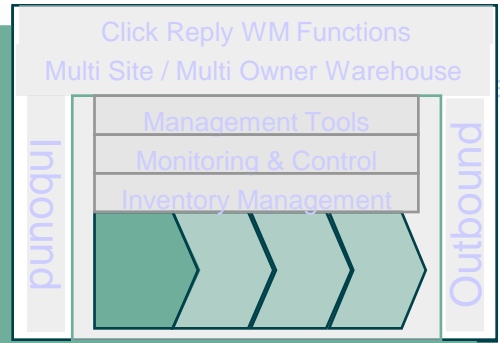 Click Reply WM Functions
Multi Site / Multi Owner Warehouse
Inbound
Management Tools
Monitoring & Control
Inventory Management
Outbound